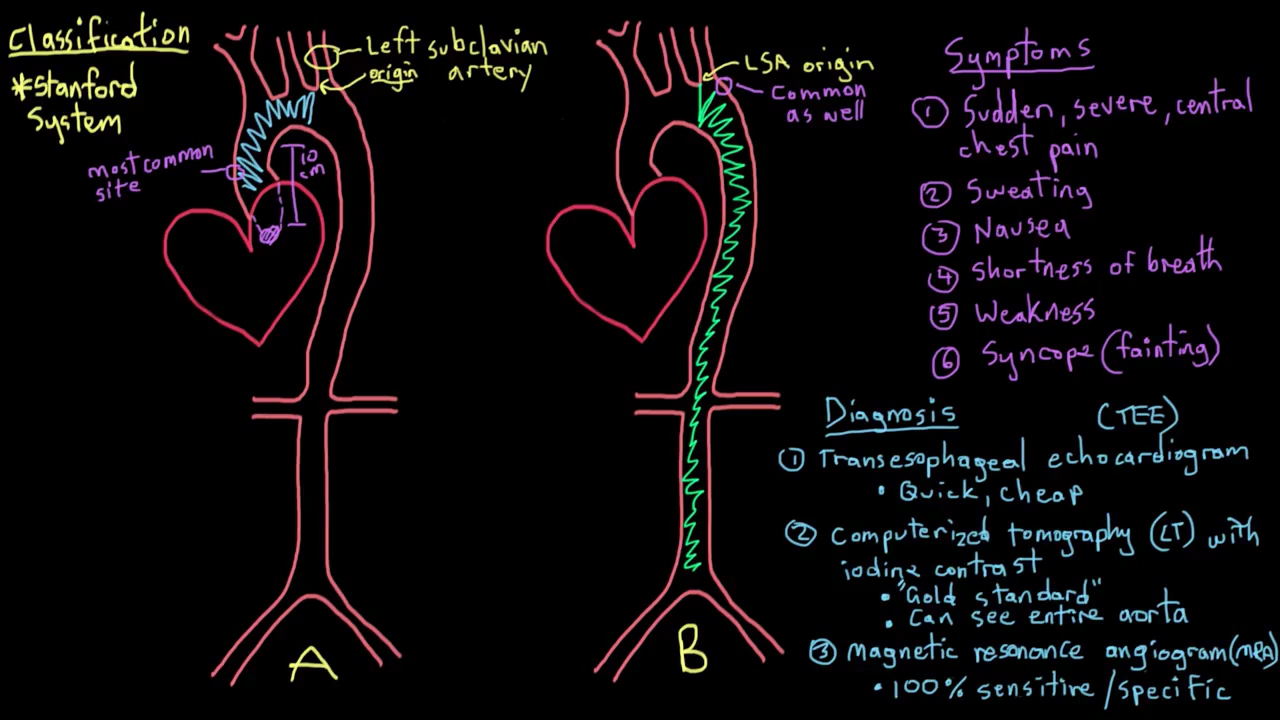 Classification
*Stanford
System
Left subclavian
origin artery
most common
site
10
cm
A
LSA origin
Common
as well
B
Symptoms
① Sudden, severe, central
chest pain
② Sweating
③ Nausea
④ Shortness of breath
⑤ Weakness
⑥ Syncope (fainting)
Diagnosis (TEE)
① Transesophageal echocardiogram
• Quick, cheap
② Computerized tomography (CT) with
iodine contrast
• "Gold standard"
• Can see entire aorta
③ Magnetic resonance angiogram (MRA)
• 100% sensitive/specific